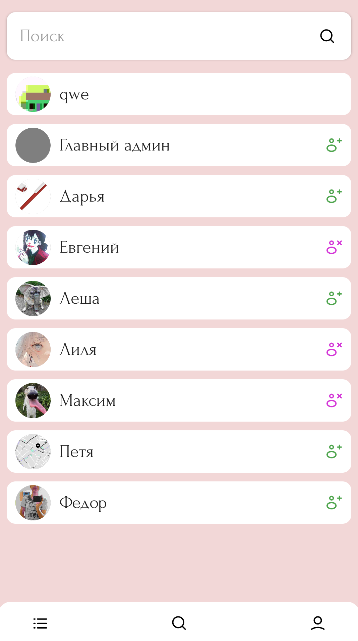 Поиск
qwe
Главный админ
Дарья
Евгений
Леша
Лиля
Максим
Петя
Федор